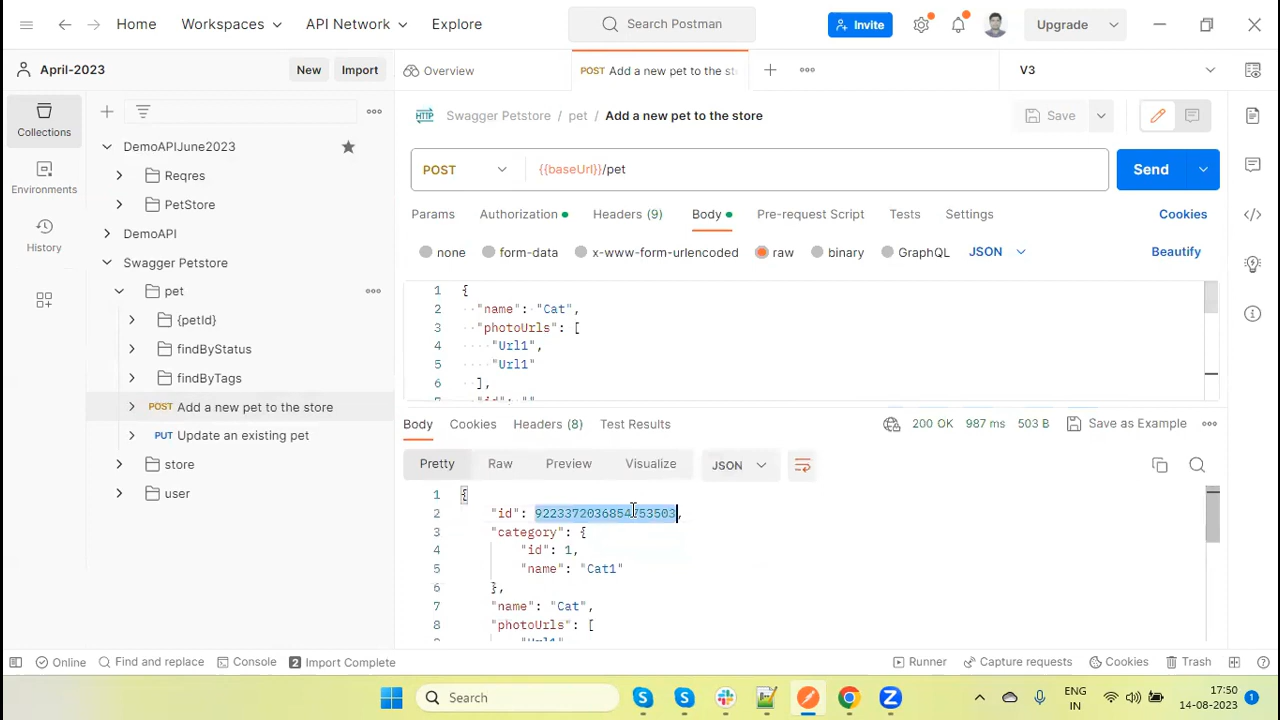 Home Workspaces API Network Explore Search Postman Invite Upgrade
April-2023 New Import Overview POST Add a new pet to the st V3
Collections
Environments
History
DemoAPIJune2023
Reqres
PetStore
DemoAPI
Swagger Petstore
pet
{petId}
findByStatus
findByTags
POST Add a new pet to the store
PUT Update an existing pet
store
user
HTTP Swagger Petstore / pet / Add a new pet to the store Save
POST {{baseUrl}}/pet Send
Params Authorization Headers (9) Body Pre-request Script Tests Settings Cookies
none form-data x-www-form-urlencoded raw binary GraphQL JSON Beautify
1 {
2 "name": "Cat",
3 "photoUrls": [
4 "Url1",
5 "Url1"
6 ],
7 "id": ""
Body Cookies Headers (8) Test Results 200 OK 987 ms 503 B Save as Example
Pretty Raw Preview Visualize JSON
1 {
2 "id": 9223372036854753503,
3 "category": {
4 "id": 1,
5 "name": "Cat1"
6 },
7 "name": "Cat",
8 "photoUrls": [
9 "Url1"
Online Find and replace Console 2 Import Complete Runner Capture requests Cookies Trash
Search ENG IN 17:50 14-08-2023 1